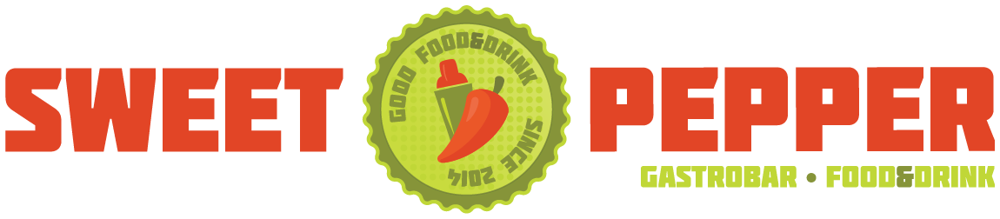 SWEET
GOOD FOOD&DRINK
SINCE 2014
PEPPER
GASTROBAR • FOOD&DRINK